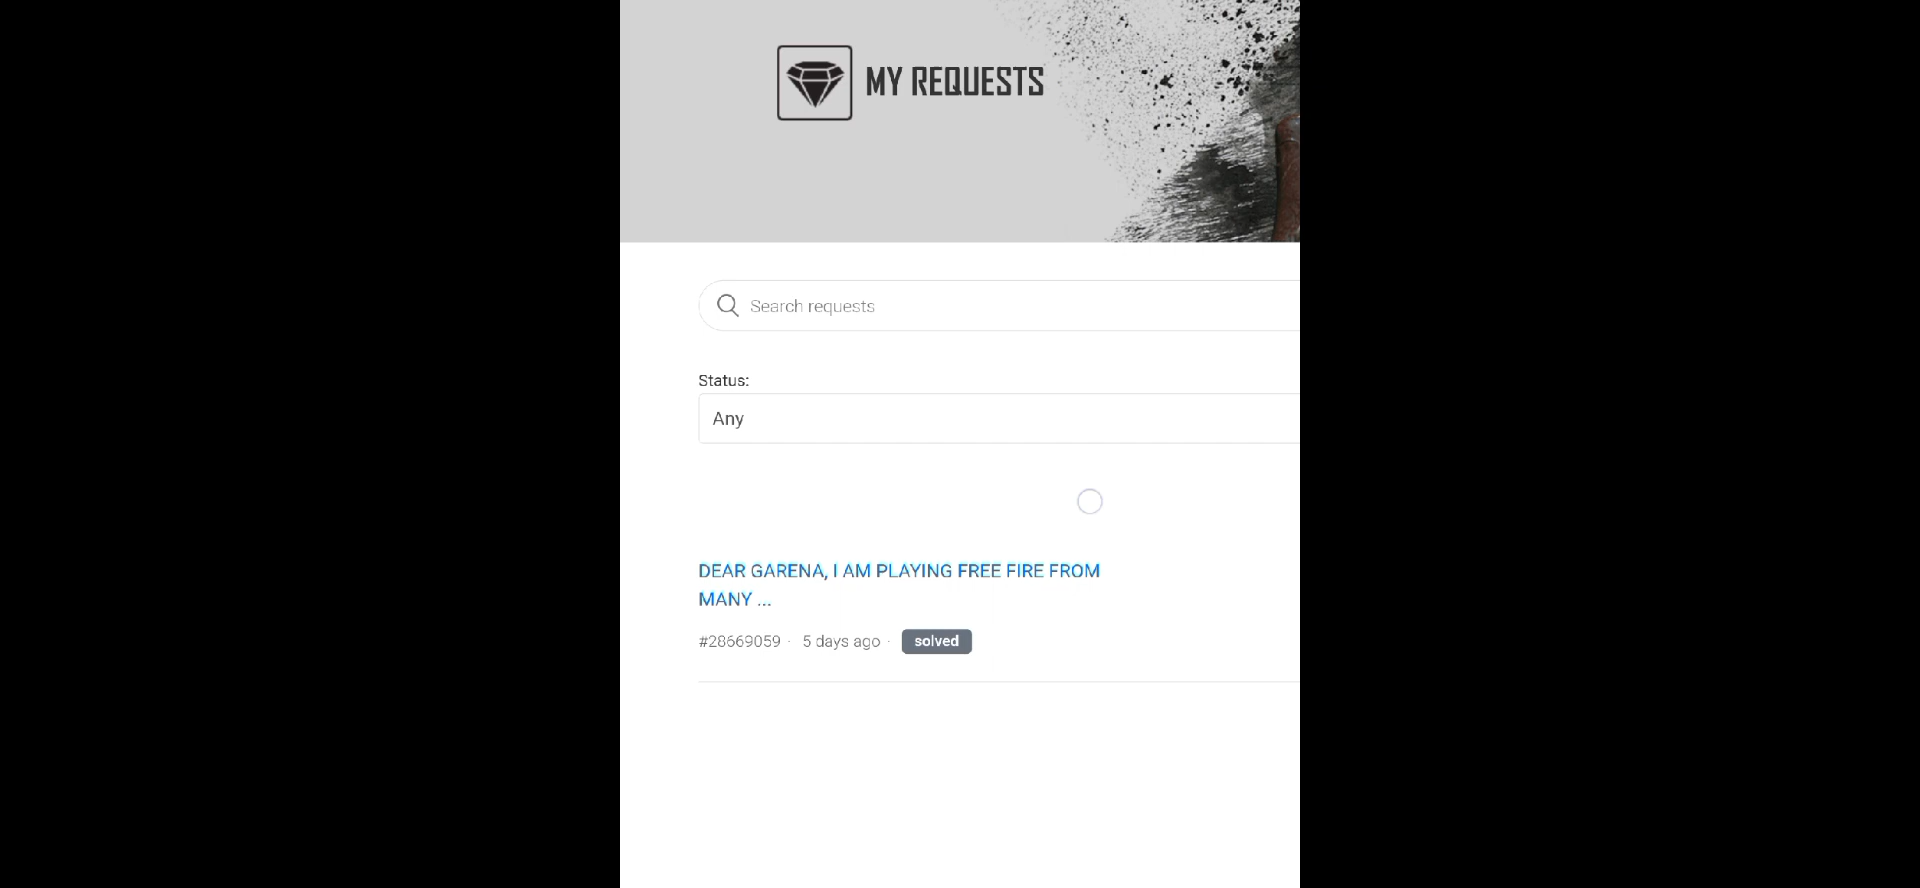 MY REQUESTS
Search requests
Status:
Any
DEAR GARENA, I AM PLAYING FREE FIRE FROM
MANY ...
#28669059 · 5 days ago · solved